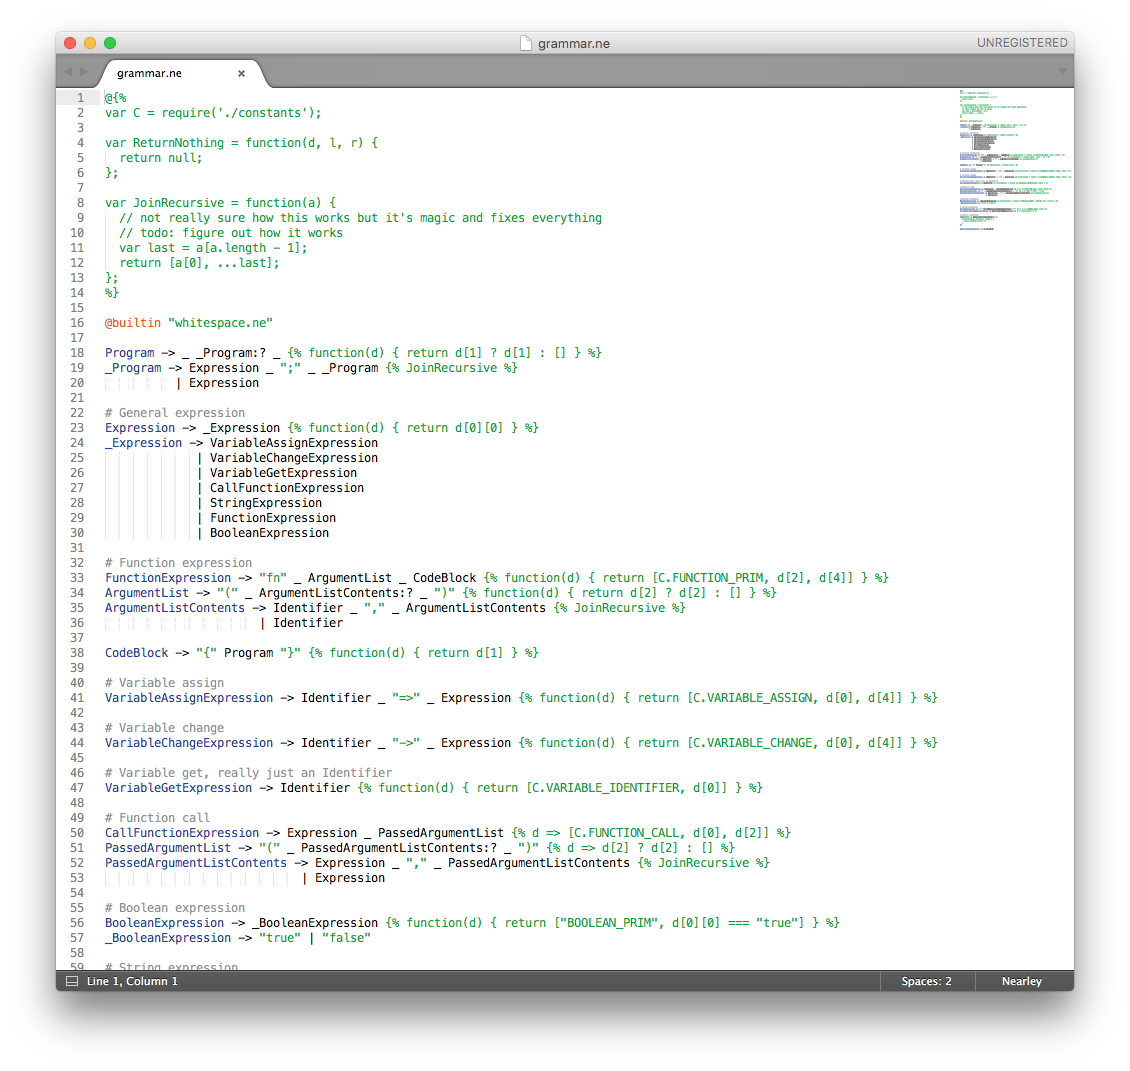 grammar.ne
UNREGISTERED
grammar.ne ×
1 @{%
2 var C = require('./constants');
3
4 var ReturnNothing = function(d, l, r) {
5   return null;
6 };
7
8 var JoinRecursive = function(a) {
9   // not really sure how this works but it's magic and fixes everything
10   // todo: figure out how it works
11   var last = a[a.length - 1];
12   return [a[0], ...last];
13 };
14 %}
15
16 @builtin "whitespace.ne"
17
18 Program -> _ _Program:? _ {% function(d) { return d[1] ? d[1] : [] } %}
19 _Program -> Expression _ ";" _ _Program {% JoinRecursive %}
20           | Expression
21
22 # General expression
23 Expression -> _Expression {% function(d) { return d[0][0] } %}
24 _Expression -> VariableAssignExpression
25              | VariableChangeExpression
26              | VariableGetExpression
27              | CallFunctionExpression
28              | StringExpression
29              | FunctionExpression
30              | BooleanExpression
31
32 # Function expression
33 FunctionExpression -> "fn" _ ArgumentList _ CodeBlock {% function(d) { return [C.FUNCTION_PRIM, d[2], d[4]] } %}
34 ArgumentList -> "(" _ ArgumentListContents:? _ ")" {% function(d) { return d[2] ? d[2] : [] } %}
35 ArgumentListContents -> Identifier _ "," _ ArgumentListContents {% JoinRecursive %}
36                       | Identifier
37
38 CodeBlock -> "{" Program "}" {% function(d) { return d[1] } %}
39
40 # Variable assign
41 VariableAssignExpression -> Identifier _ "=>" _ Expression {% function(d) { return [C.VARIABLE_ASSIGN, d[0], d[4]] } %}
42
43 # Variable change
44 VariableChangeExpression -> Identifier _ "->" _ Expression {% function(d) { return [C.VARIABLE_CHANGE, d[0], d[4]] } %}
45
46 # Variable get, really just an Identifier
47 VariableGetExpression -> Identifier {% function(d) { return [C.VARIABLE_IDENTIFIER, d[0]] } %}
48
49 # Function call
50 CallFunctionExpression -> Expression _ PassedArgumentList {% d => [C.FUNCTION_CALL, d[0], d[2]] %}
51 PassedArgumentList -> "(" _ PassedArgumentListContents:? _ ")" {% d => d[2] ? d[2] : [] %}
52 PassedArgumentListContents -> Expression _ "," _ PassedArgumentListContents {% JoinRecursive %}
53                             | Expression
54
55 # Boolean expression
56 BooleanExpression -> _BooleanExpression {% function(d) { return ["BOOLEAN_PRIM", d[0][0] === "true"] } %}
57 _BooleanExpression -> "true" | "false"
58
59 # String expression
Line 1, Column 1
Spaces: 2
Nearley